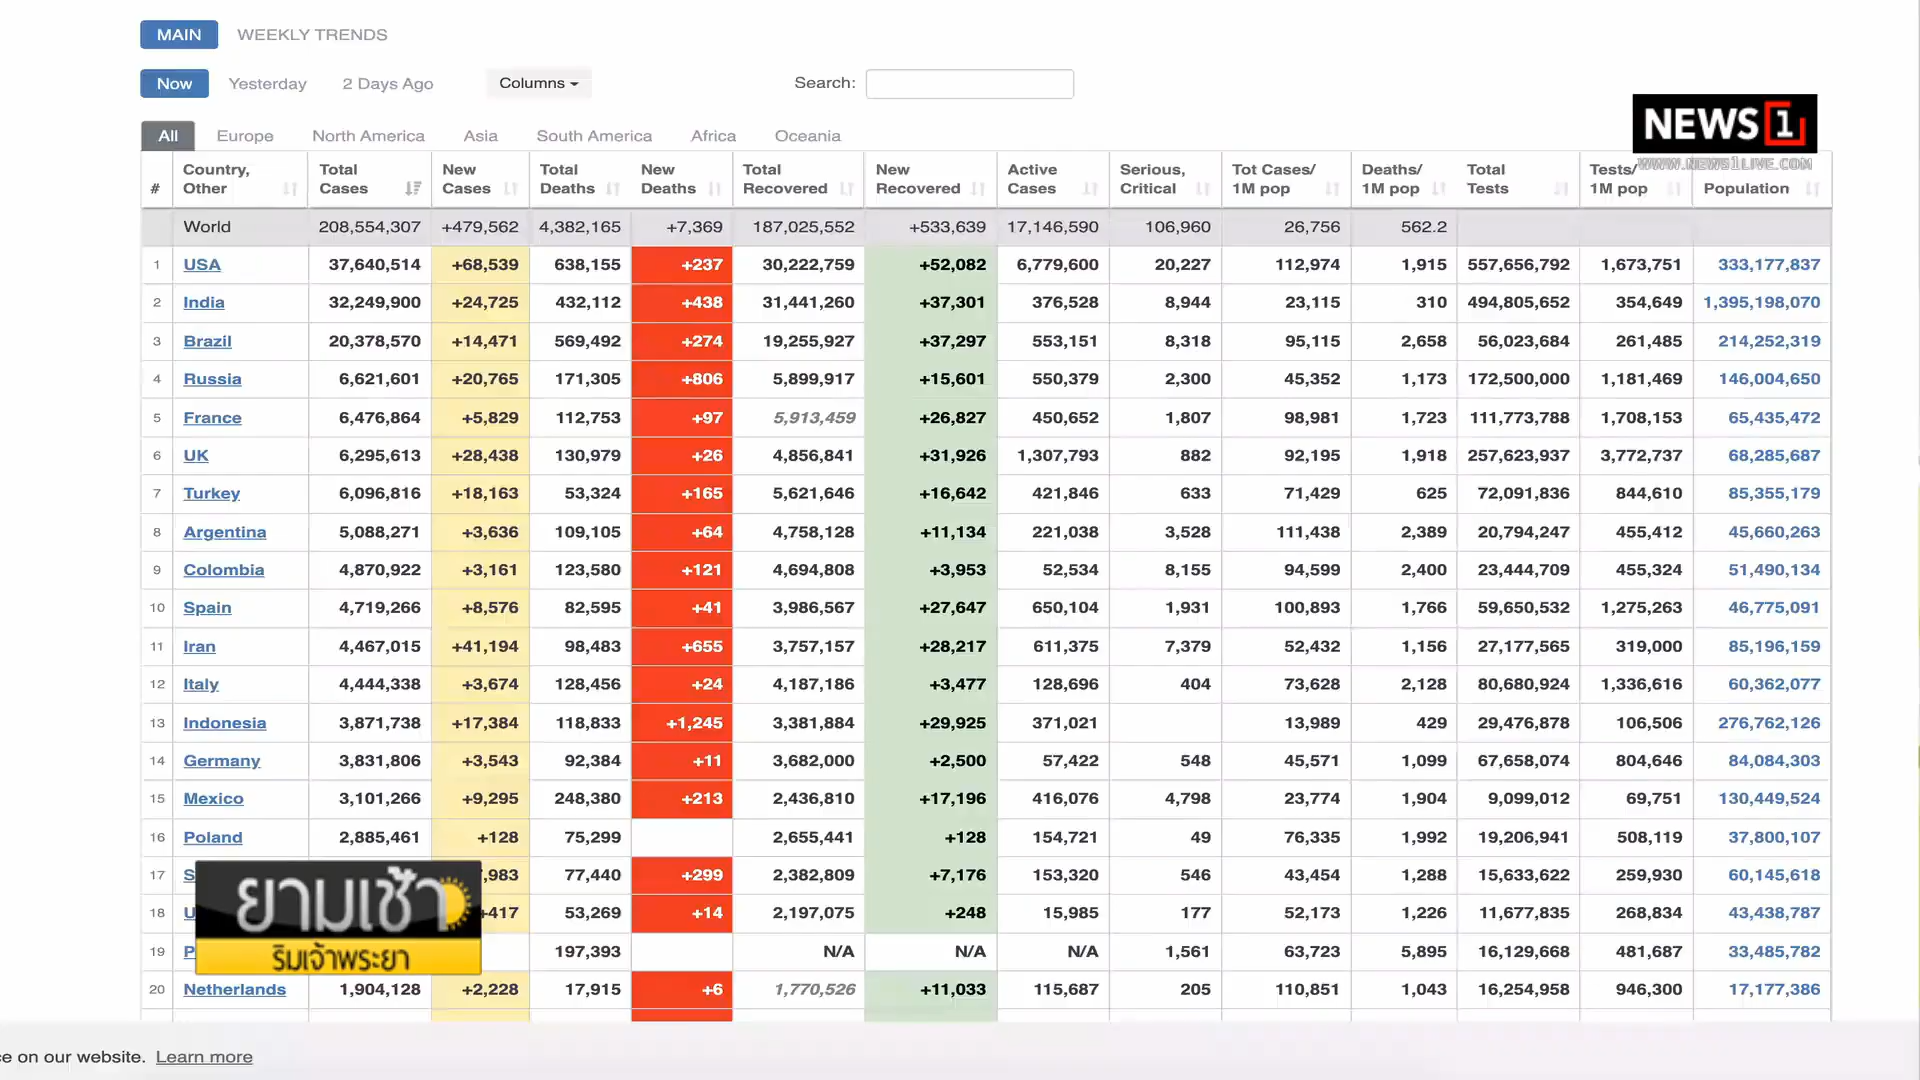 MAIN WEEKLY TRENDS
Now Yesterday 2 Days Ago Columns Search:
NEWS 1
WWW.NEWS1LIVE.COM
All Europe North America Asia South America Africa Oceania
# Country, Other Total Cases New Cases Total Deaths New Deaths Total Recovered New Recovered Active Cases Serious, Critical Tot Cases/ 1M pop Deaths/ 1M pop Total Tests Tests/ 1M pop Population
World 208,554,307 +479,562 4,382,165 +7,369 187,025,552 +533,639 17,146,590 106,960 26,756 562.2
1 USA 37,640,514 +68,539 638,155 +237 30,222,759 +52,082 6,779,600 20,227 112,974 1,915 557,656,792 1,673,751 333,177,837
2 India 32,249,900 +24,725 432,112 +438 31,441,260 +37,301 376,528 8,944 23,115 310 494,805,652 354,649 1,395,198,070
3 Brazil 20,378,570 +14,471 569,492 +274 19,255,927 +37,297 553,151 8,318 95,115 2,658 56,023,684 261,485 214,252,319
4 Russia 6,621,601 +20,765 171,305 +806 5,899,917 +15,601 550,379 2,300 45,352 1,173 172,500,000 1,181,469 146,004,650
5 France 6,476,864 +5,829 112,753 +97 5,913,459 +26,827 450,652 1,807 98,981 1,723 111,773,788 1,708,153 65,435,472
6 UK 6,295,613 +28,438 130,979 +26 4,856,841 +31,926 1,307,793 882 92,195 1,918 257,623,937 3,772,737 68,285,687
7 Turkey 6,096,816 +18,163 53,324 +165 5,621,646 +16,642 421,846 633 71,429 625 72,091,836 844,610 85,355,179
8 Argentina 5,088,271 +3,636 109,105 +64 4,758,128 +11,134 221,038 3,528 111,438 2,389 20,794,247 455,412 45,660,263
9 Colombia 4,870,922 +3,161 123,580 +121 4,694,808 +3,953 52,534 8,155 94,599 2,400 23,444,709 455,324 51,490,134
10 Spain 4,719,266 +8,576 82,595 +41 3,986,567 +27,647 650,104 1,931 100,893 1,766 59,650,532 1,275,263 46,775,091
11 Iran 4,467,015 +41,194 98,483 +655 3,757,157 +28,217 611,375 7,379 52,432 1,156 27,177,565 319,000 85,196,159
12 Italy 4,444,338 +3,674 128,456 +24 4,187,186 +3,477 128,696 404 73,628 2,128 80,680,924 1,336,616 60,362,077
13 Indonesia 3,871,738 +17,384 118,833 +1,245 3,381,884 +29,925 371,021 13,989 429 29,476,878 106,506 276,762,126
14 Germany 3,831,806 +3,543 92,384 +11 3,682,000 +2,500 57,422 548 45,571 1,099 67,658,074 804,646 84,084,303
15 Mexico 3,101,266 +9,295 248,380 +213 2,436,810 +17,196 416,076 4,798 23,774 1,904 9,099,012 69,751 130,449,524
16 Poland 2,885,461 +128 75,299 2,655,441 +128 154,721 49 76,335 1,992 19,206,941 508,119 37,800,107
17 S ,983 77,440 +299 2,382,809 +7,176 153,320 546 43,454 1,288 15,633,622 259,930 60,145,618
18 U +417 53,269 +14 2,197,075 +248 15,985 177 52,173 1,226 11,677,835 268,834 43,438,787
19 P 197,393 N/A N/A N/A 1,561 63,723 5,895 16,129,668 481,687 33,485,782
20 Netherlands 1,904,128 +2,228 17,915 +6 1,770,526 +11,033 115,687 205 110,851 1,043 16,254,958 946,300 17,177,386
ยามเช้า
ริมเจ้าพระยา
ce on our website. Learn more